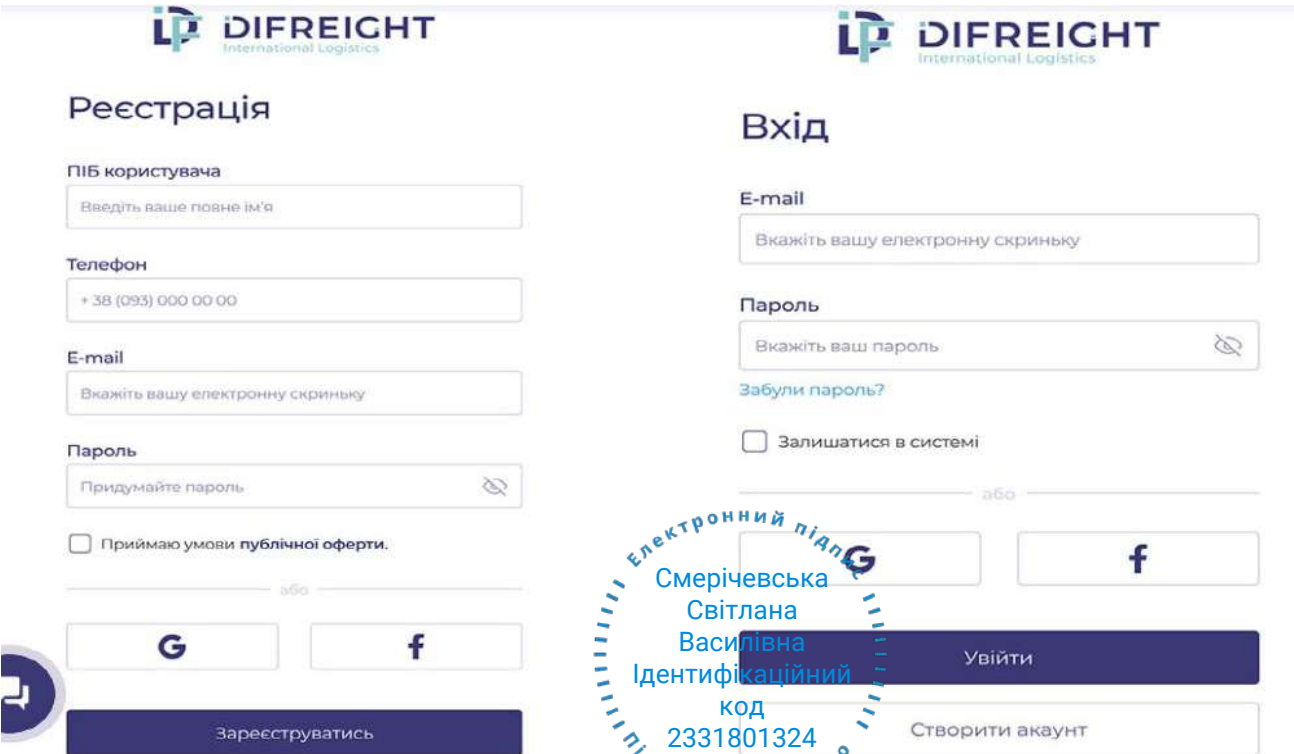 DIFREIGHT
International Logistics
Реєстрація
ПІБ користувача
Введіть ваше повне ім'я
Телефон
+ 38 (093) 000 00 00
E-mail
Вкажіть вашу електронну скриньку
Пароль
Придумайте пароль
Приймаю умови публічної оферти.
або
G
f
Зареєструватись
DIFREIGHT
International Logistics
Вхід
E-mail
Вкажіть вашу електронну скриньку
Пароль
Вкажіть ваш пароль
Забули пароль?
Залишатися в системі
або
G
f
Увійти
Створити акаунт
Електронний підпис
Смерічевська
Світлана
Василівна
Ідентифікаційний
код
2331801324